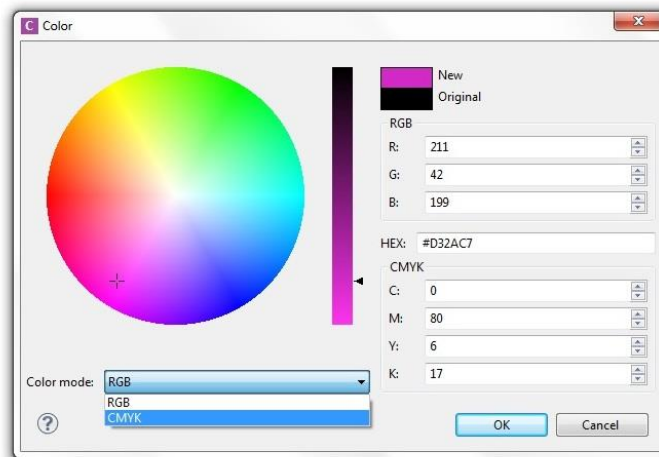 C Color
x
New
Original
RGB
R: 211
G: 42
B: 199
HEX: #D32AC7
CMYK
C: 0
M: 80
Y: 6
K: 17
Color mode: RGB
RGB
CMYK
?
OK Cancel